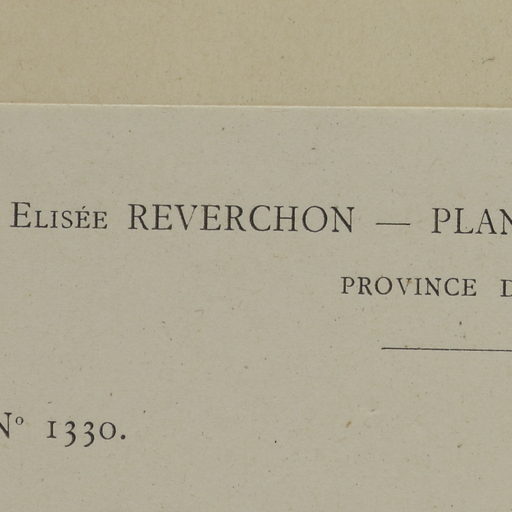 Elisée REVERCHON — PLAN
PROVINCE D
N° 1330.